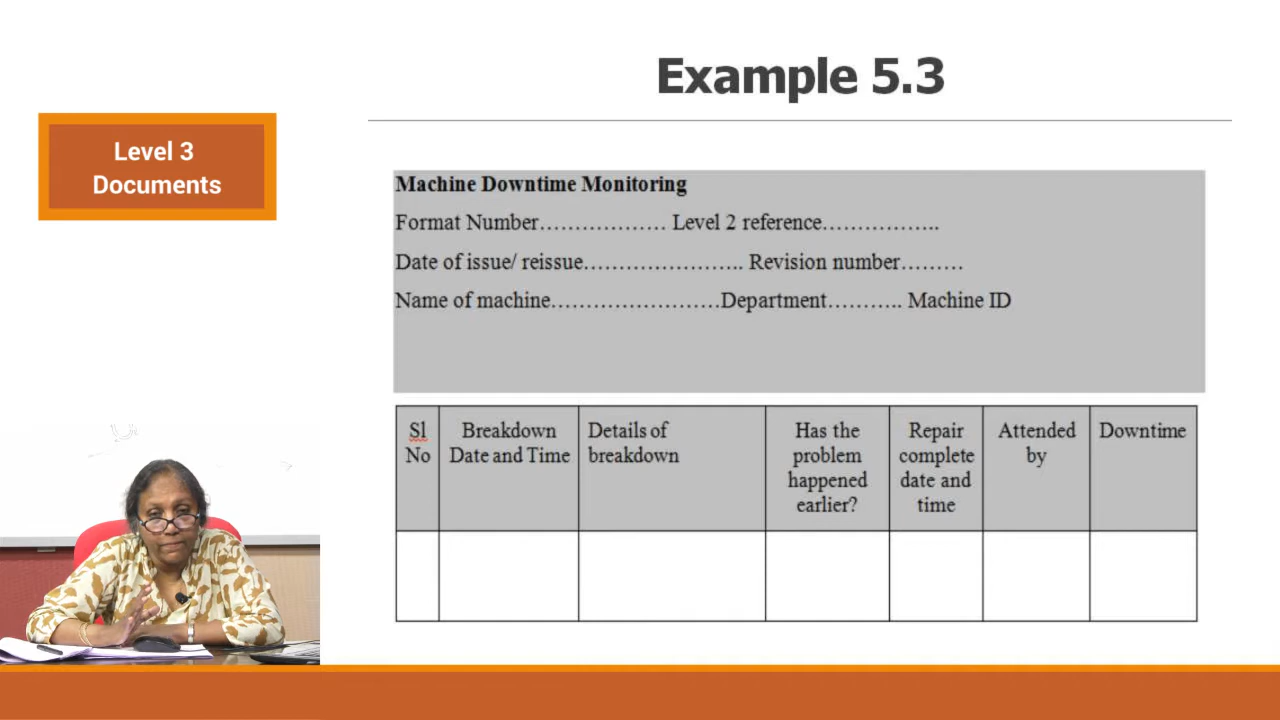 Example 5.3
Level 3
Documents
Machine Downtime Monitoring
Format Number……………… Level 2 reference……………..
Date of issue/ reissue………………….. Revision number………
Name of machine……………………Department……….. Machine ID
Sl No
Breakdown Date and Time
Details of breakdown
Has the problem happened earlier?
Repair complete date and time
Attended by
Downtime